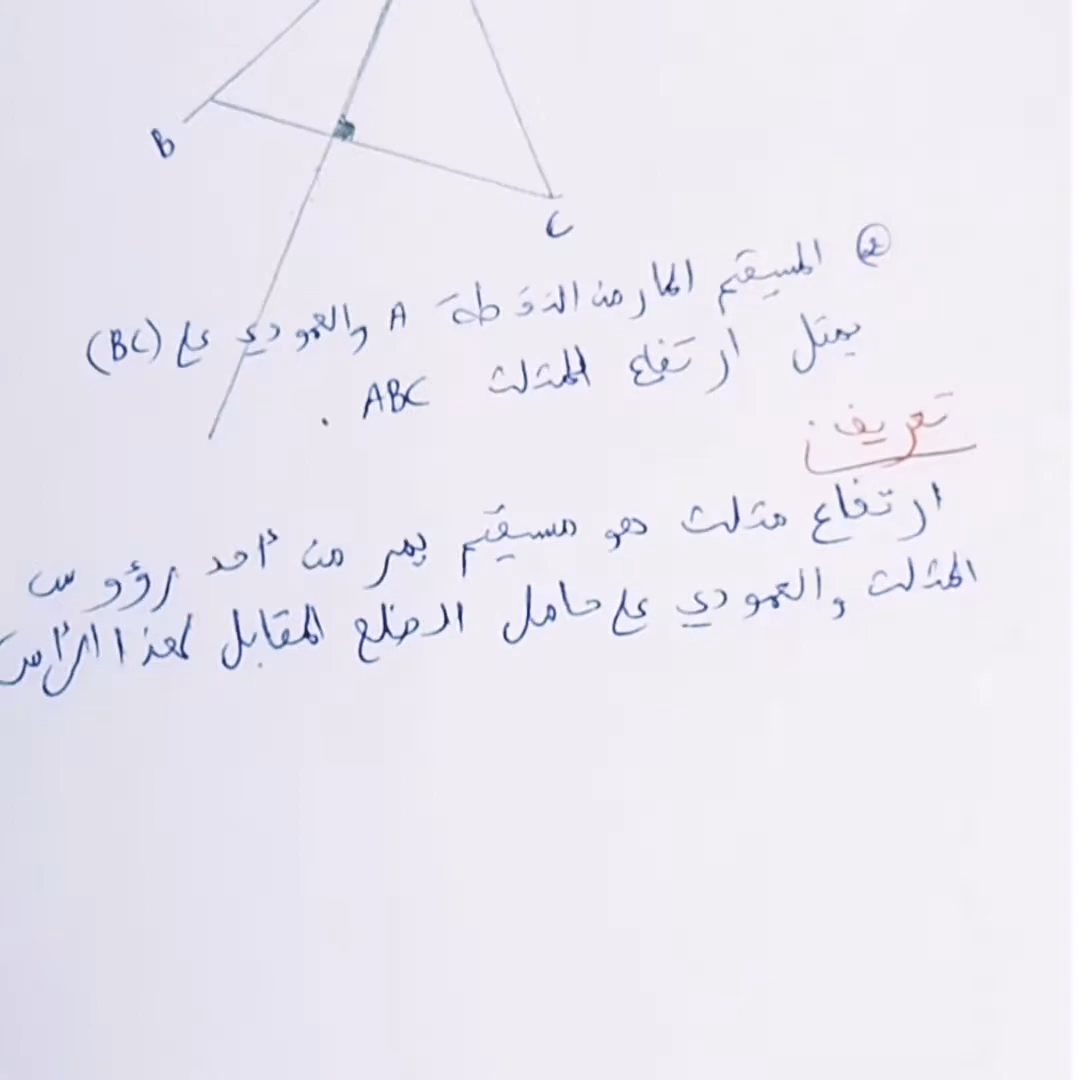 B
C
② المستقيم المار من النقطة A والعمودي على (BC)
يمثل ارتفاع المثلث ABC .
تعريف :
ارتفاع مثلث هو مستقيم يمر من أحد رؤوس
المثلث والعمودي على حامل الضلع المقابل لهذا الرأس